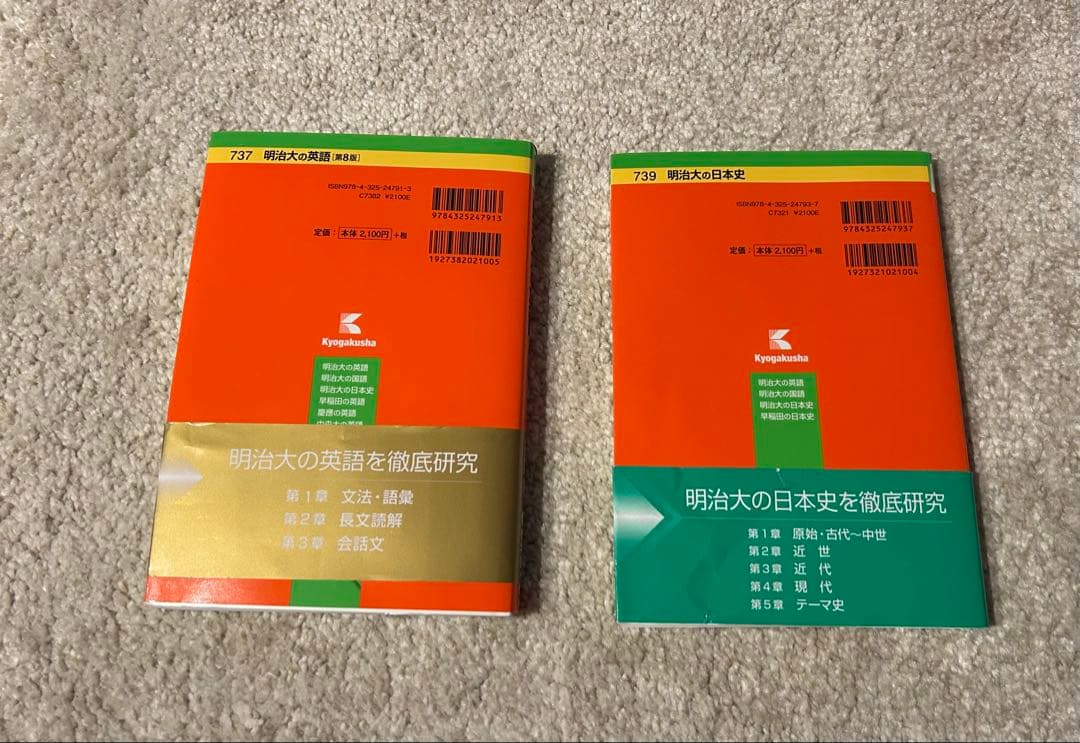 737 明治大の英語[第8版]
ISBN978-4-325-24791-3
C7382 ¥2100E
定価：本体 2,100円＋税
9784325247913
1927382021005
Kyogakusha
明治大の英語
明治大の国語
明治大の日本史
早稲田の英語
慶應の英語
中央大の英語
明治大の英語を徹底研究
第1章 文法・語彙
第2章 長文読解
第3章 会話文
739 明治大の日本史
ISBN978-4-325-24793-7
C7321 ¥2100E
定価：本体 2,100円＋税
9784325247937
1927321021004
Kyogakusha
明治大の英語
明治大の国語
明治大の日本史
早稲田の日本史
明治大の日本史を徹底研究
第1章 原始・古代〜中世
第2章 近世
第3章 近代
第4章 現代
第5章 テーマ史